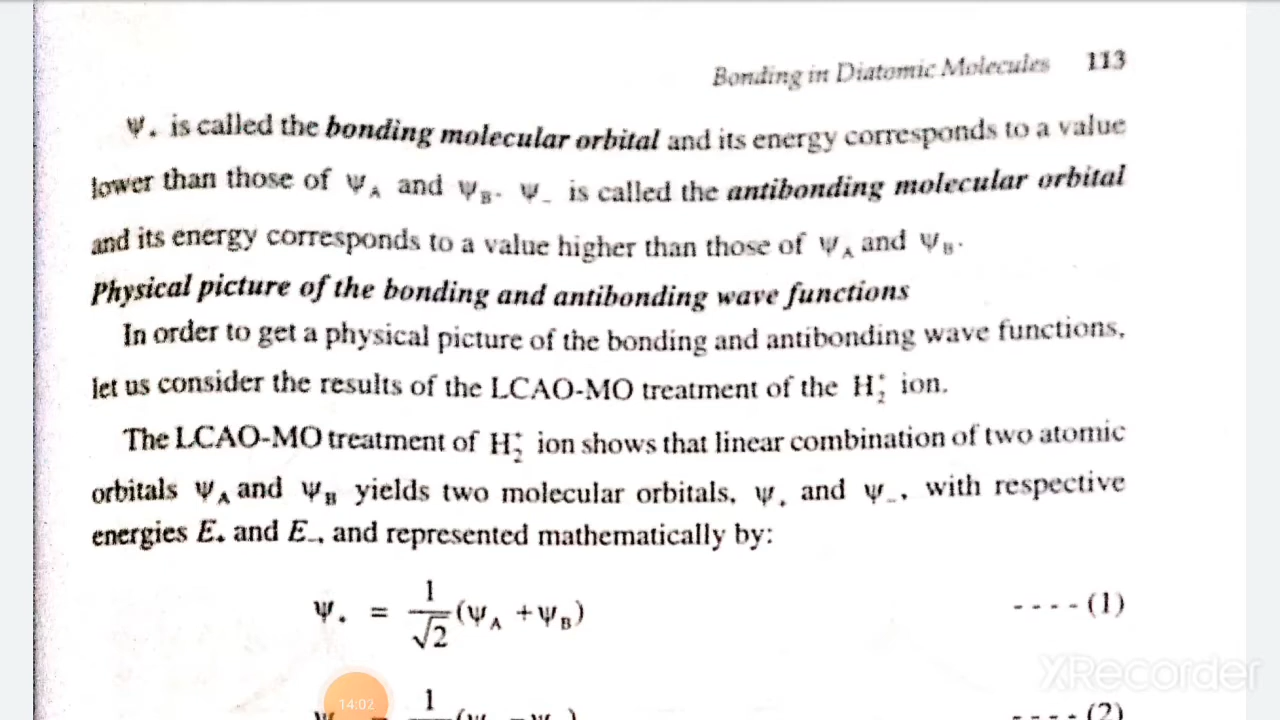 Bonding in Diatomic Molecules 113
Ψ₊ is called the bonding molecular orbital and its energy corresponds to a value
lower than those of Ψ_A and Ψ_B. Ψ₋ is called the antibonding molecular orbital
and its energy corresponds to a value higher than those of Ψ_A and Ψ_B.
Physical picture of the bonding and antibonding wave functions
In order to get a physical picture of the bonding and antibonding wave functions,
let us consider the results of the LCAO-MO treatment of the H₂⁺ ion.
The LCAO-MO treatment of H₂⁺ ion shows that linear combination of two atomic
orbitals Ψ_A and Ψ_B yields two molecular orbitals, Ψ₊ and Ψ₋, with respective
energies E₊ and E₋, and represented mathematically by:
Ψ₊ = 1/√2 (Ψ_A + Ψ_B) ----(1)
XRecorder
14:02
1 ----(2)